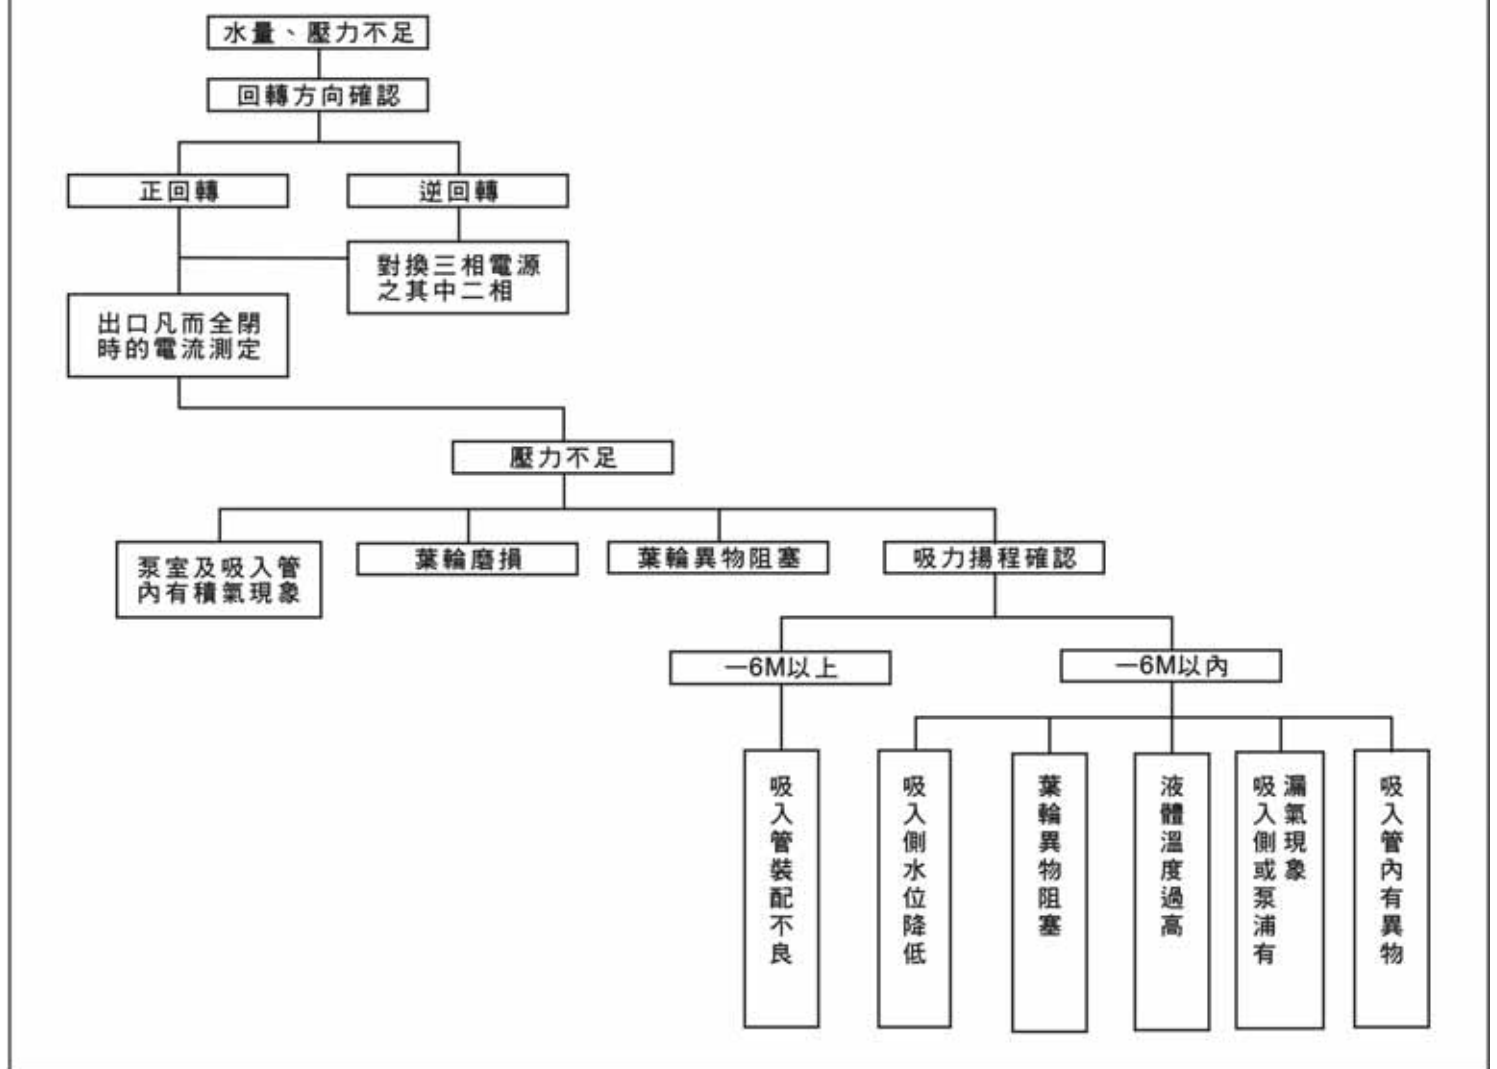 水量、壓力不足
回轉方向確認
正回轉
逆回轉
對換三相電源
之其中二相
出口凡而全閉
時的電流測定
壓力不足
泵室及吸入管
內有積氣現象
葉輪磨損
葉輪異物阻塞
吸力揚程確認
—6M以上
—6M以內
吸入管裝配不良
吸入側水位降低
葉輪異物阻塞
液體溫度過高
吸入側或泵浦有
漏氣現象
吸入管內有異物